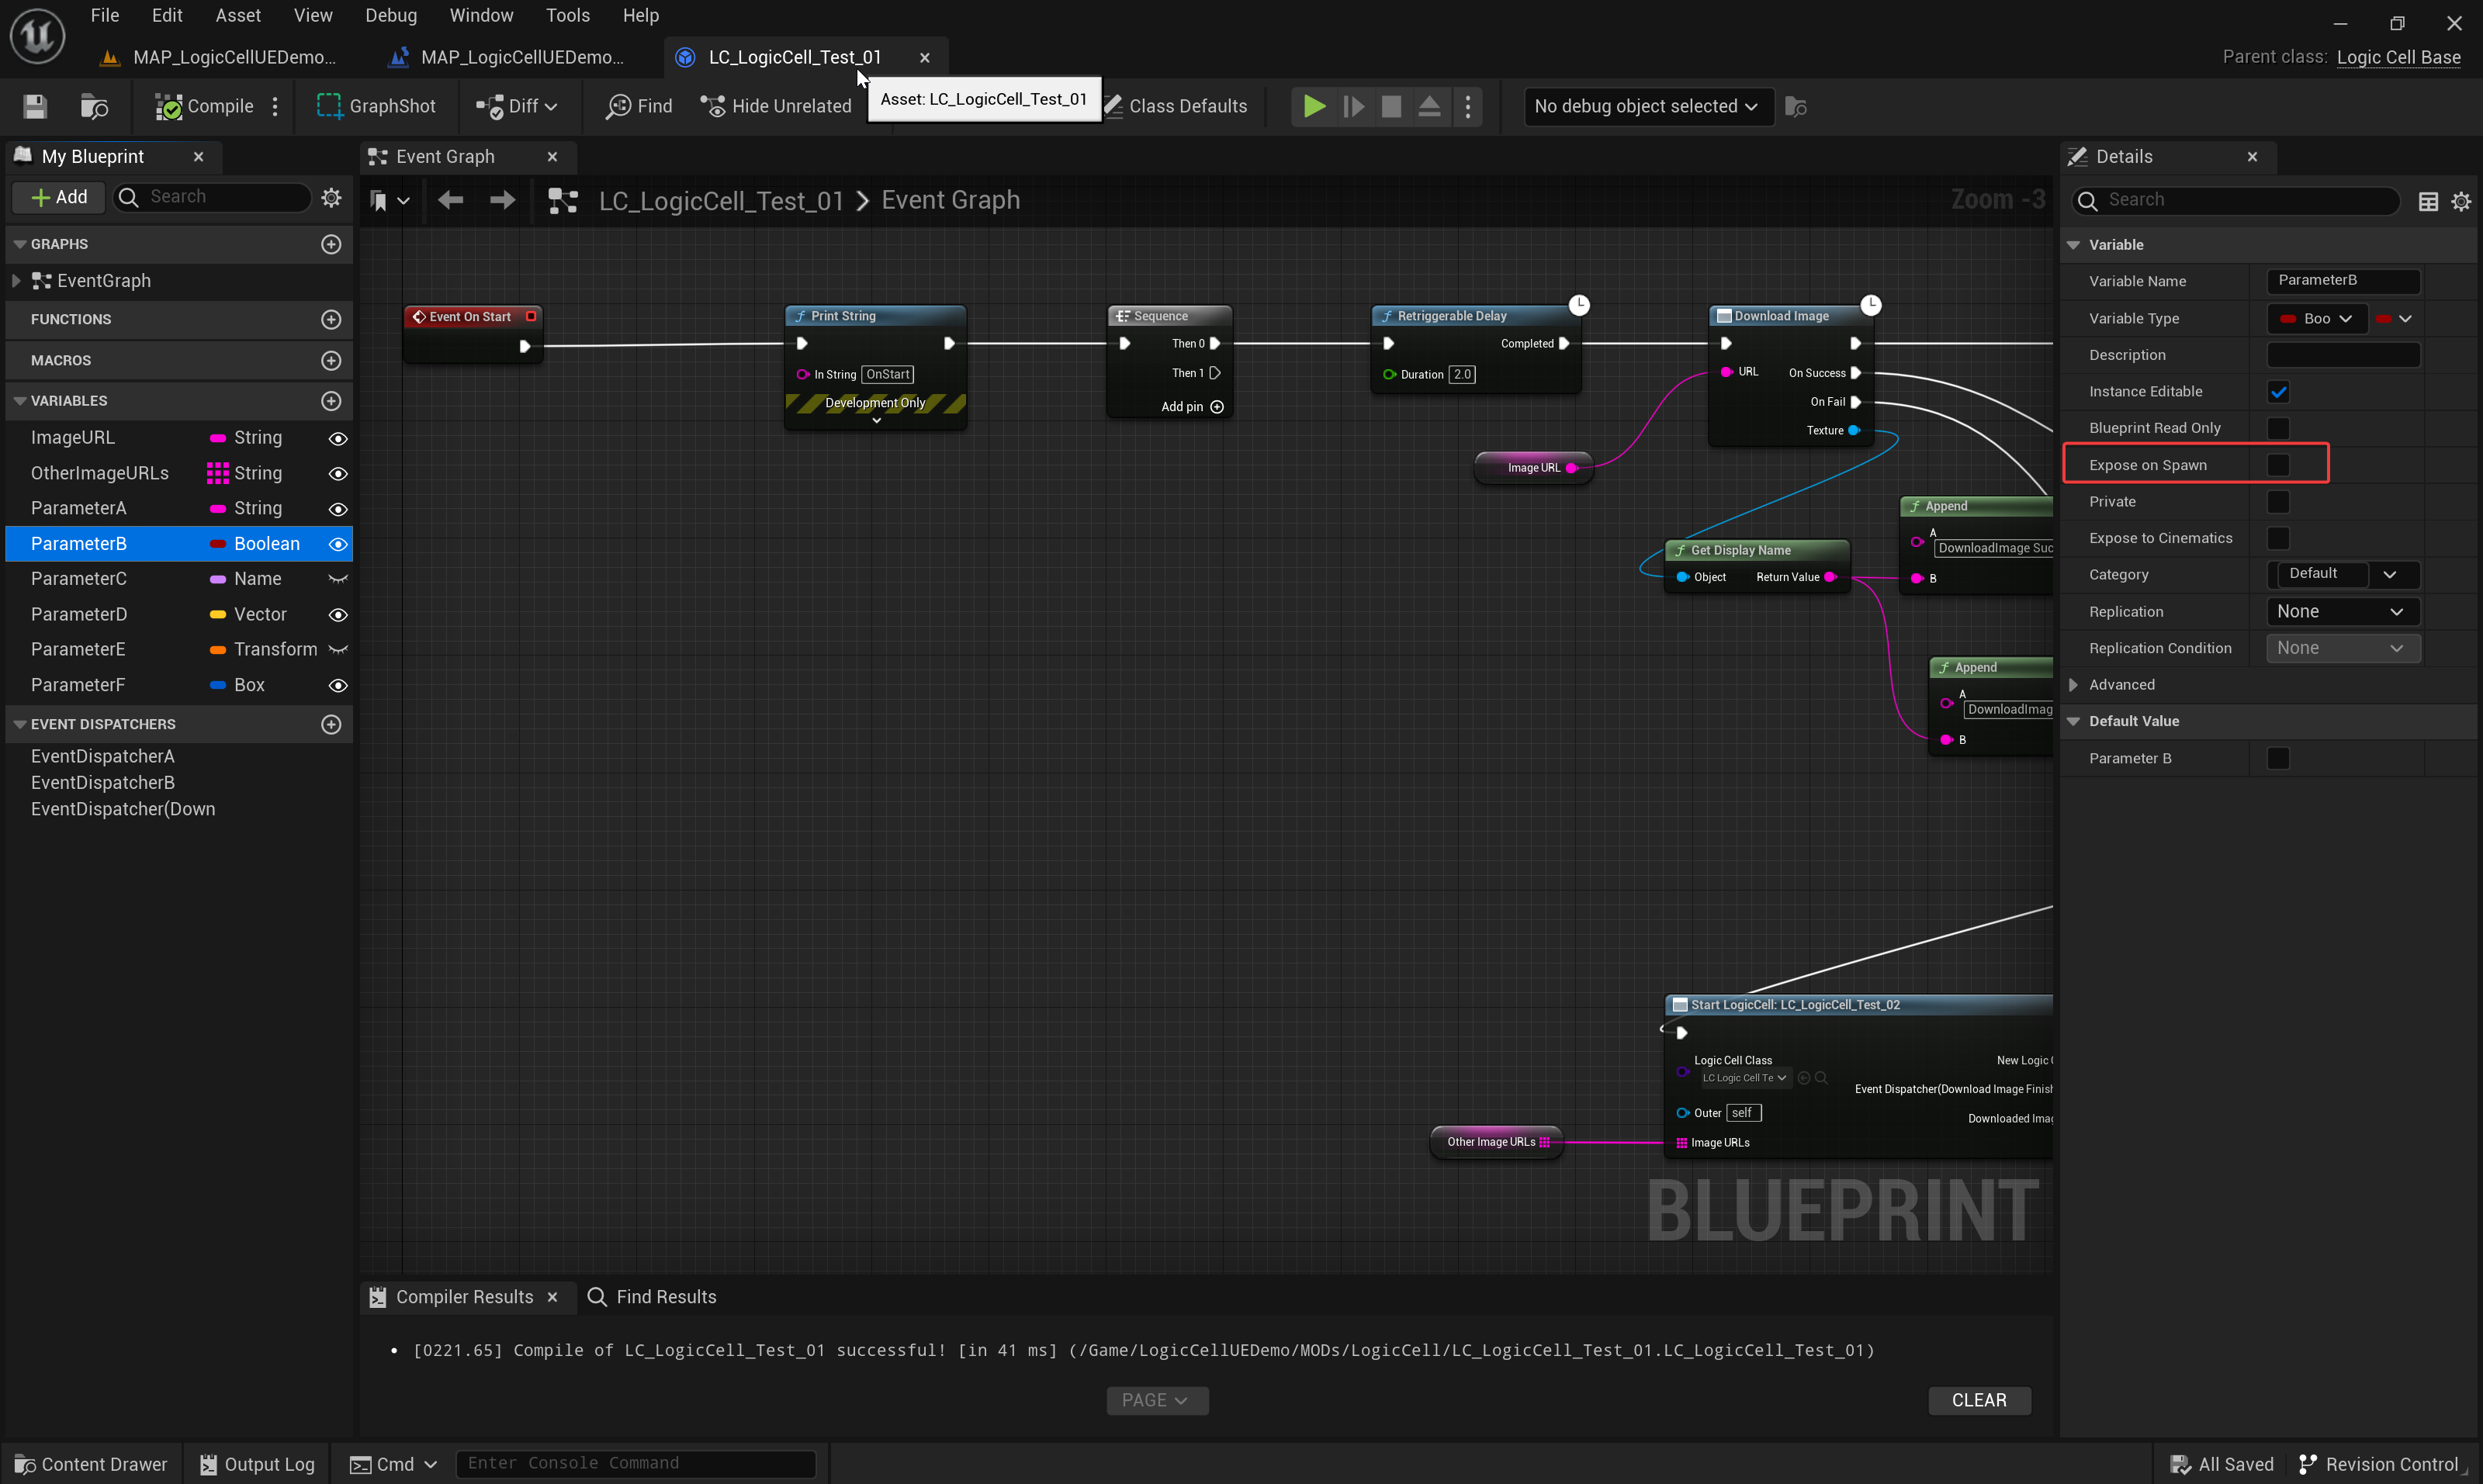 File Edit Asset View Debug Window Tools Help
MAP_LogicCellUEDemo... MAP_LogicCellUEDemo... LC_LogicCell_Test_01
Parent class: Logic Cell Base
Compile GraphShot Diff Find Hide Unrelated Class Defaults No debug object selected
Asset: LC_LogicCell_Test_01
My Blueprint
Add Search
GRAPHS
EventGraph
FUNCTIONS
MACROS
VARIABLES
ImageURL String
OtherImageURLs String
ParameterA String
ParameterB Boolean
ParameterC Name
ParameterD Vector
ParameterE Transform
ParameterF Box
EVENT DISPATCHERS
EventDispatcherA
EventDispatcherB
EventDispatcher(Down
Event Graph
LC_LogicCell_Test_01 > Event Graph
Zoom -3
Event On Start
Print String
In String OnStart
Development Only
Sequence
Then 0
Then 1
Add pin
Retriggerable Delay
Completed
Duration 2.0
Download Image
URL On Success
On Fail
Texture
Image URL
Get Display Name
Object Return Value
Append
A
DownloadImage Suc
B
Append
A
DownloadImag
B
Start LogicCell: LC_LogicCell_Test_02
Logic Cell Class
LC Logic Cell Te
New Logic
Event Dispatcher(Download Image Finish
Outer self
Downloaded Imag
Image URLs
Other Image URLs
BLUEPRINT
Compiler Results Find Results
• [0221.65] Compile of LC_LogicCell_Test_01 successful! [in 41 ms] (/Game/LogicCellUEDemo/MODs/LogicCell/LC_LogicCell_Test_01.LC_LogicCell_Test_01)
PAGE CLEAR
Details
Search
Variable
Variable Name ParameterB
Variable Type Boo
Description
Instance Editable
Blueprint Read Only
Expose on Spawn
Private
Expose to Cinematics
Category Default
Replication None
Replication Condition None
Advanced
Default Value
Parameter B
Content Drawer Output Log Cmd Enter Console Command All Saved Revision Control